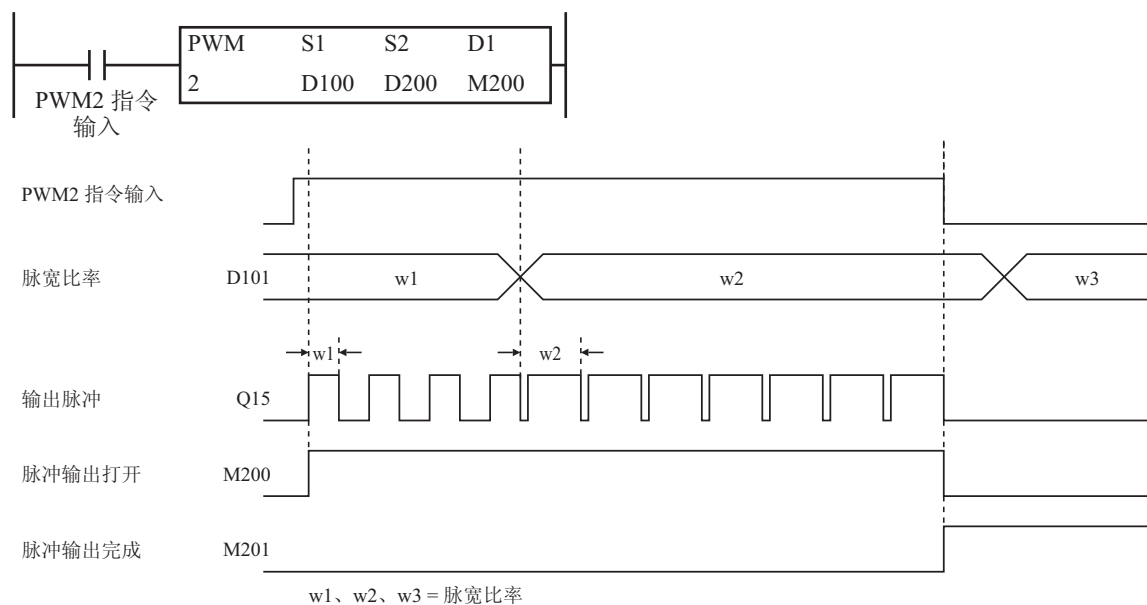 PWM S1 S2 D1
2 D100 D200 M200
PWM2 指令
输入
PWM2 指令输入
脉宽比率 D101 w1 w2 w3
w1 w2
输出脉冲 Q15
脉冲输出打开 M200
脉冲输出完成 M201
w1、w2、w3 = 脉宽比率